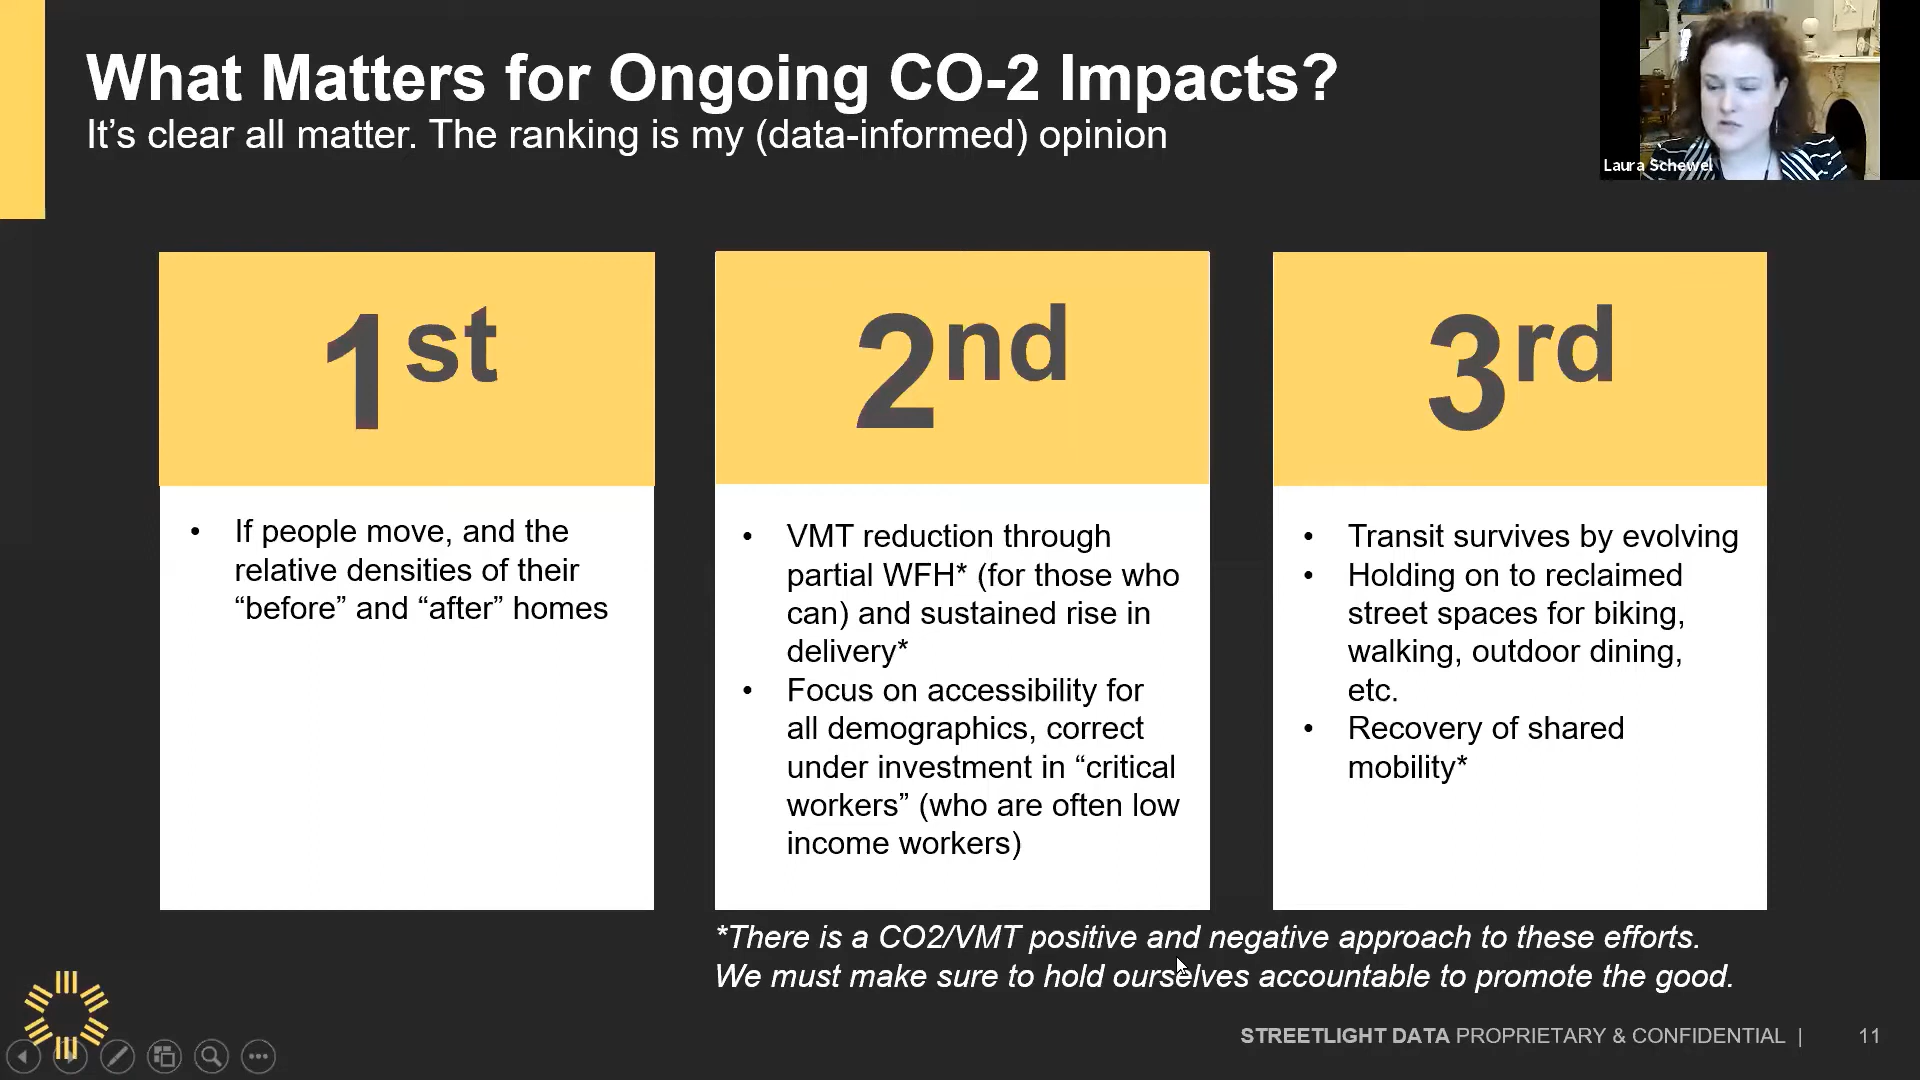 What Matters for Ongoing CO-2 Impacts?
It's clear all matter. The ranking is my (data-informed) opinion
Laura Schewel
1st
2nd
3rd
• If people move, and the
relative densities of their
“before” and “after” homes
• VMT reduction through
partial WFH* (for those who
can) and sustained rise in
delivery*
• Focus on accessibility for
all demographics, correct
under investment in “critical
workers” (who are often low
income workers)
• Transit survives by evolving
• Holding on to reclaimed
street spaces for biking,
walking, outdoor dining,
etc.
• Recovery of shared
mobility*
*There is a CO2/VMT positive and negative approach to these efforts.
We must make sure to hold ourselves accountable to promote the good.
STREETLIGHT DATA PROPRIETARY & CONFIDENTIAL | 11